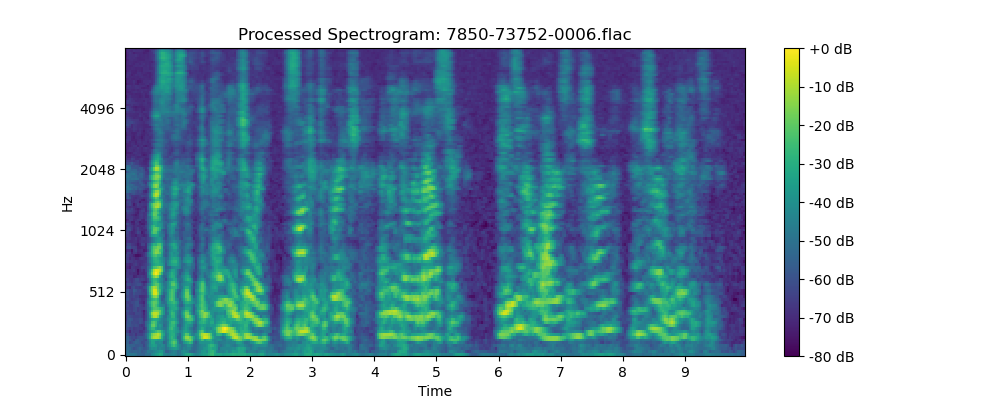 Processed Spectrogram: 7850-73752-0006.flac
Hz
4096
2048
1024
512
0
0 1 2 3 4 5 6 7 8 9
Time
+0 dB
-10 dB
-20 dB
-30 dB
-40 dB
-50 dB
-60 dB
-70 dB
-80 dB